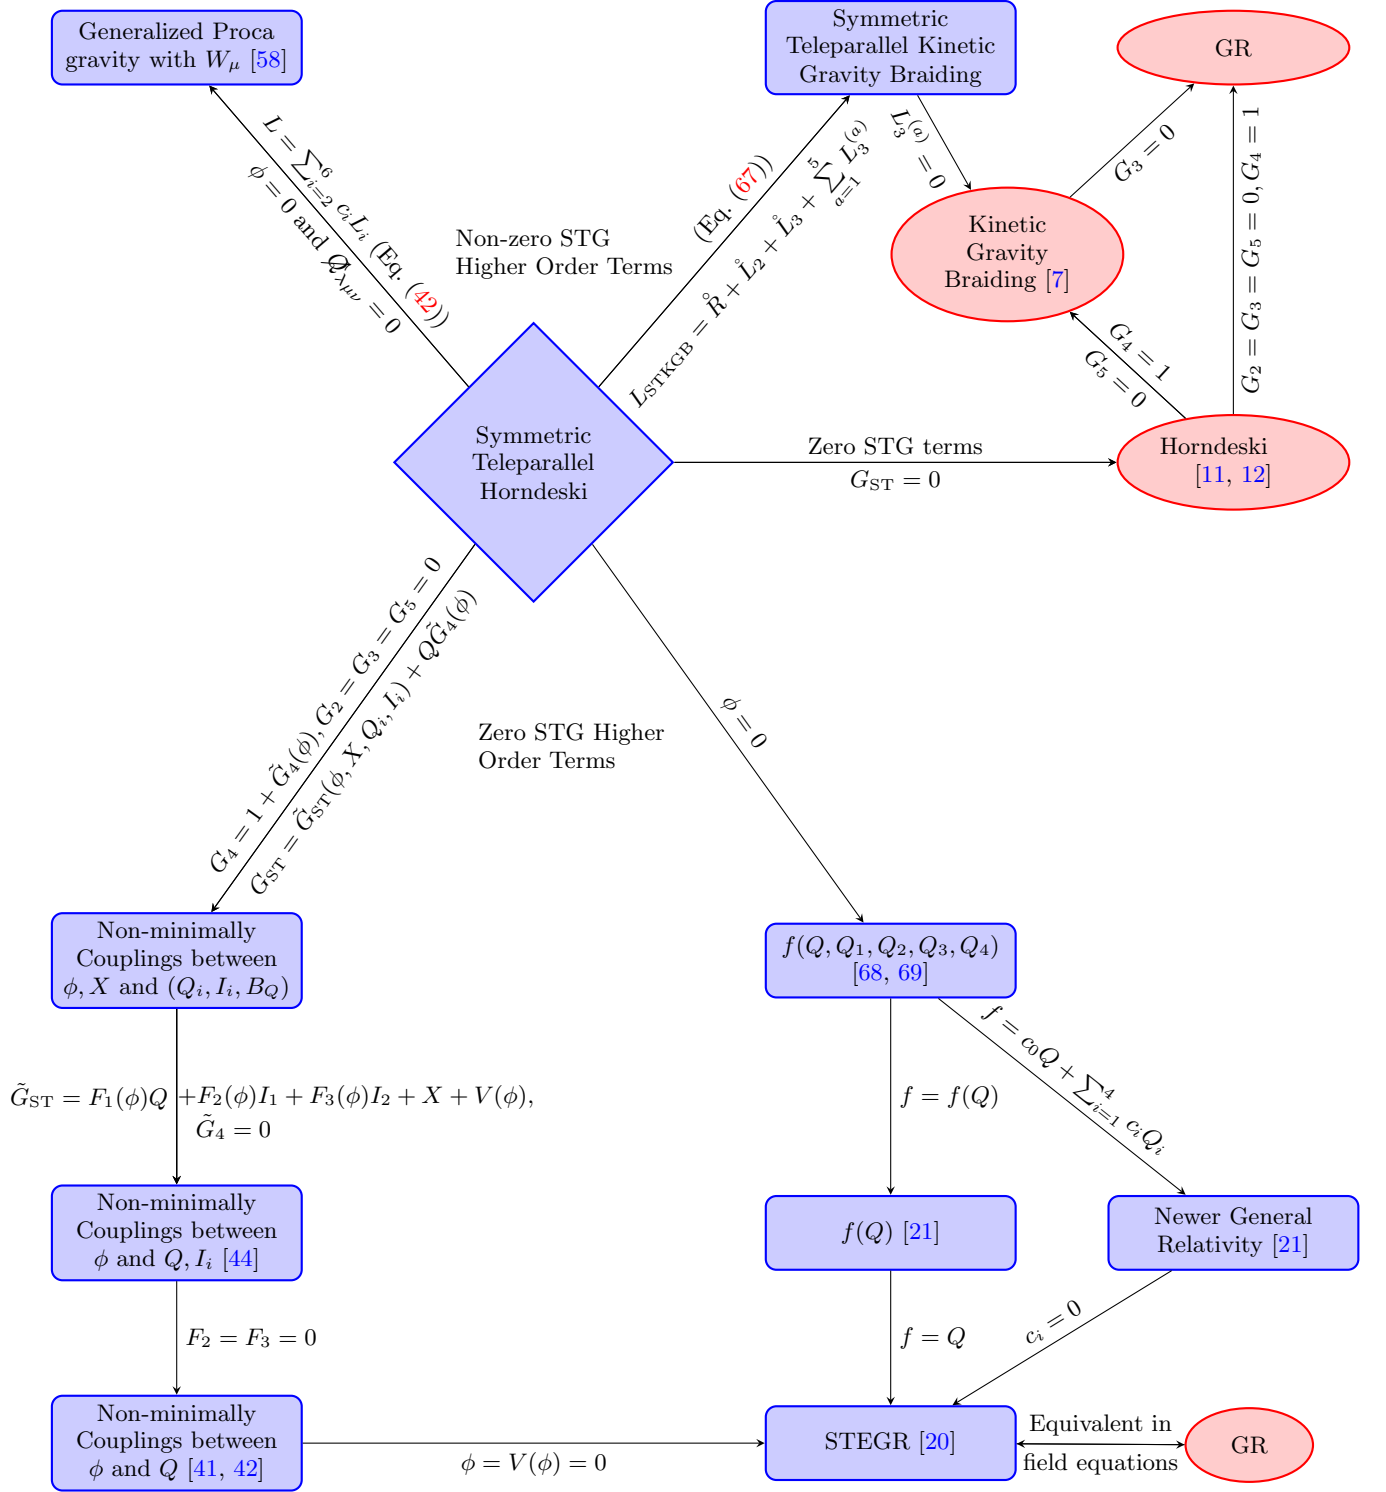 Generalized Proca
gravity with W_μ [58]
Symmetric
Teleparallel Kinetic
Gravity Braiding
GR
L = ∑_{i=2}^{6} c_i L_i (Eq. (42))
ϕ = 0 and Q̸_{λμν} = 0
Non-zero STG
Higher Order Terms
(Eq. (67))
L_STKGB = R̊ + L̊_2 + L̊_3 + ∑_{a=1}^{5} L_3^{(a)}
L_3^{(a)} = 0
G_3 = 0
G_2 = G_3 = G_5 = 0, G_4 = 1
Kinetic
Gravity
Braiding [7]
G_4 = 1
G_5 = 0
Symmetric
Teleparallel
Horndeski
Zero STG terms
G_ST = 0
Horndeski
[11, 12]
G_4 = 1 + G̃_4(ϕ), G_2 = G_3 = G_5 = 0
G_ST = G̃_ST(ϕ, X, Q_i, I_i) + QG̃_4(ϕ)
Zero STG Higher
Order Terms
ϕ = 0
Non-minimally
Couplings between
ϕ, X and (Q_i, I_i, B_Q)
f(Q, Q_1, Q_2, Q_3, Q_4)
[68, 69]
G̃_ST = F_1(ϕ)Q +F_2(ϕ)I_1 + F_3(ϕ)I_2 + X + V(ϕ),
G̃_4 = 0
f = f(Q)
f = c_0 Q + ∑_{i=1}^{4} c_i Q_i
Non-minimally
Couplings between
ϕ and Q, I_i [44]
f(Q) [21]
Newer General
Relativity [21]
F_2 = F_3 = 0
f = Q
c_i = 0
Non-minimally
Couplings between
ϕ and Q [41, 42]
ϕ = V(ϕ) = 0
STEGR [20]
Equivalent in
field equations
GR